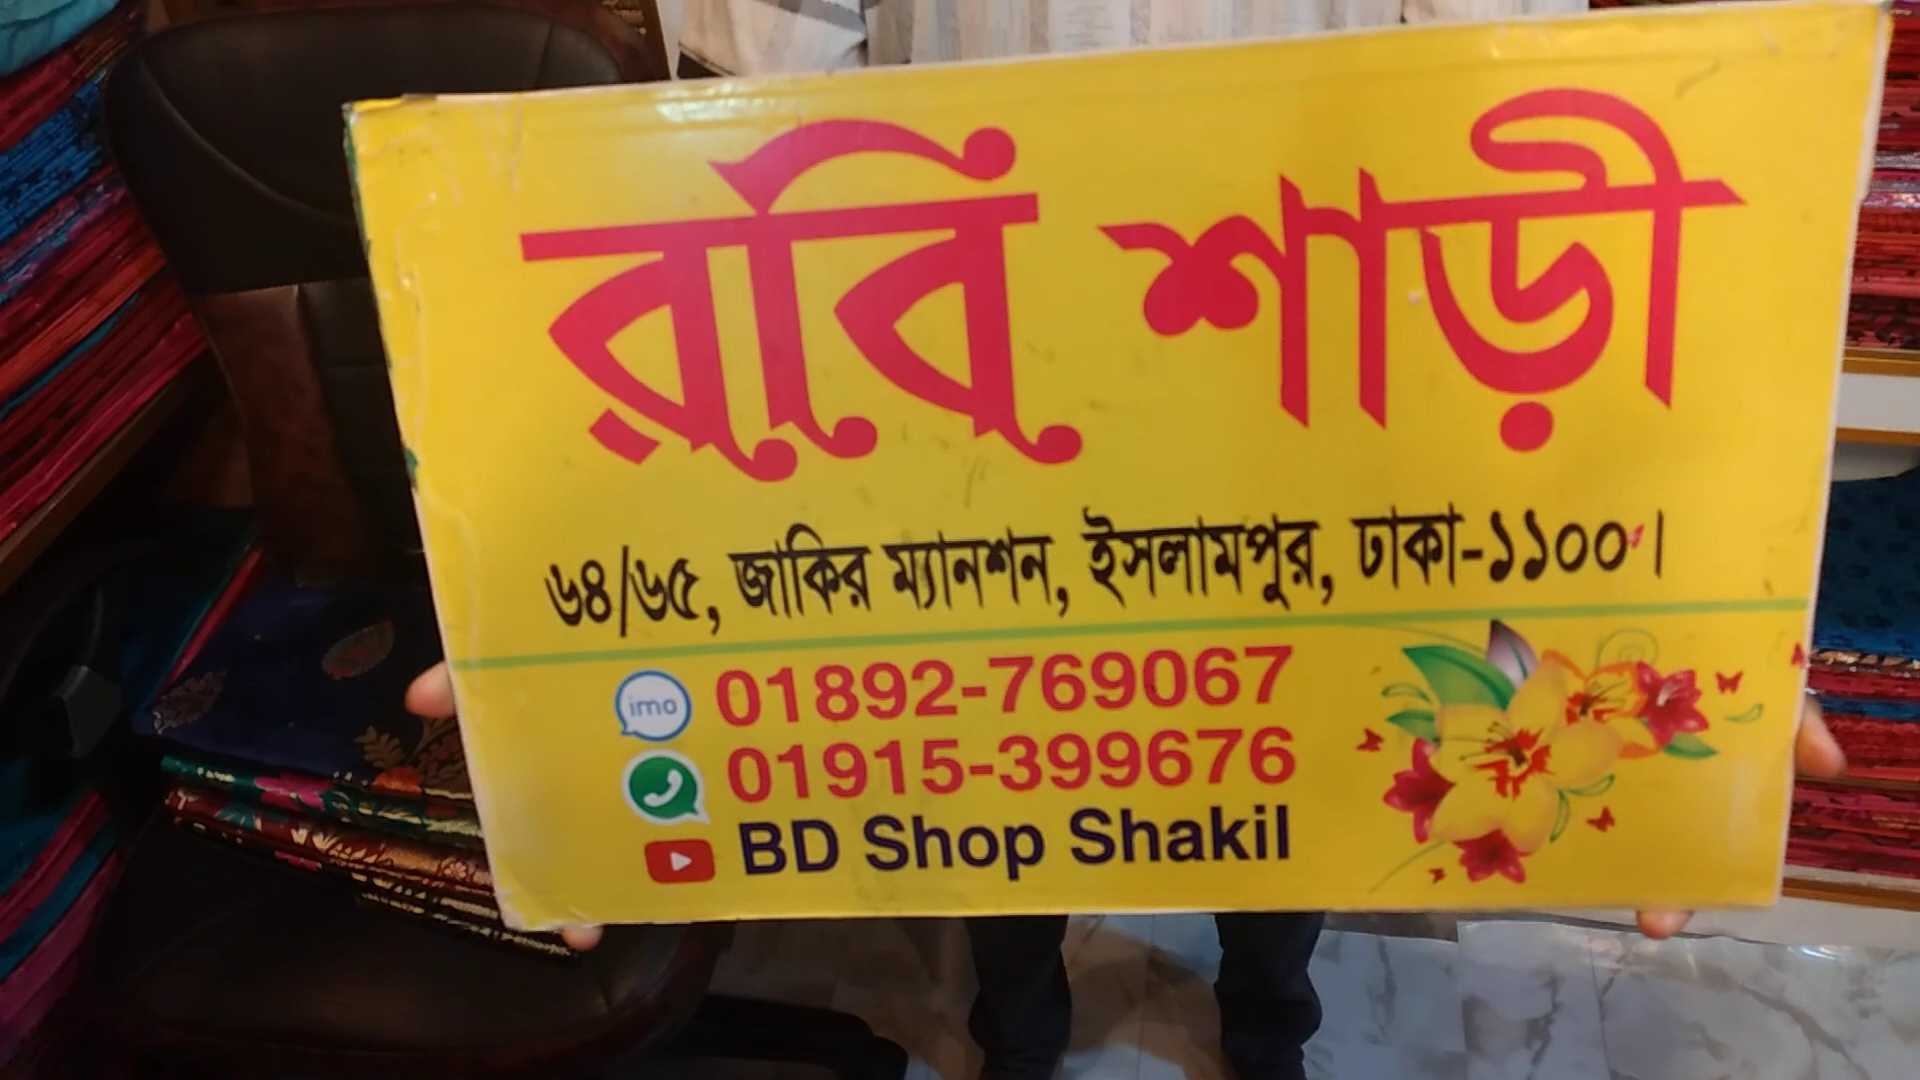 রবি শাড়ী
৬৪/৬৫, জাকির ম্যানশন, ইসলামপুর, ঢাকা-১১০০।
imo 01892-769067
01915-399676
BD Shop Shakil